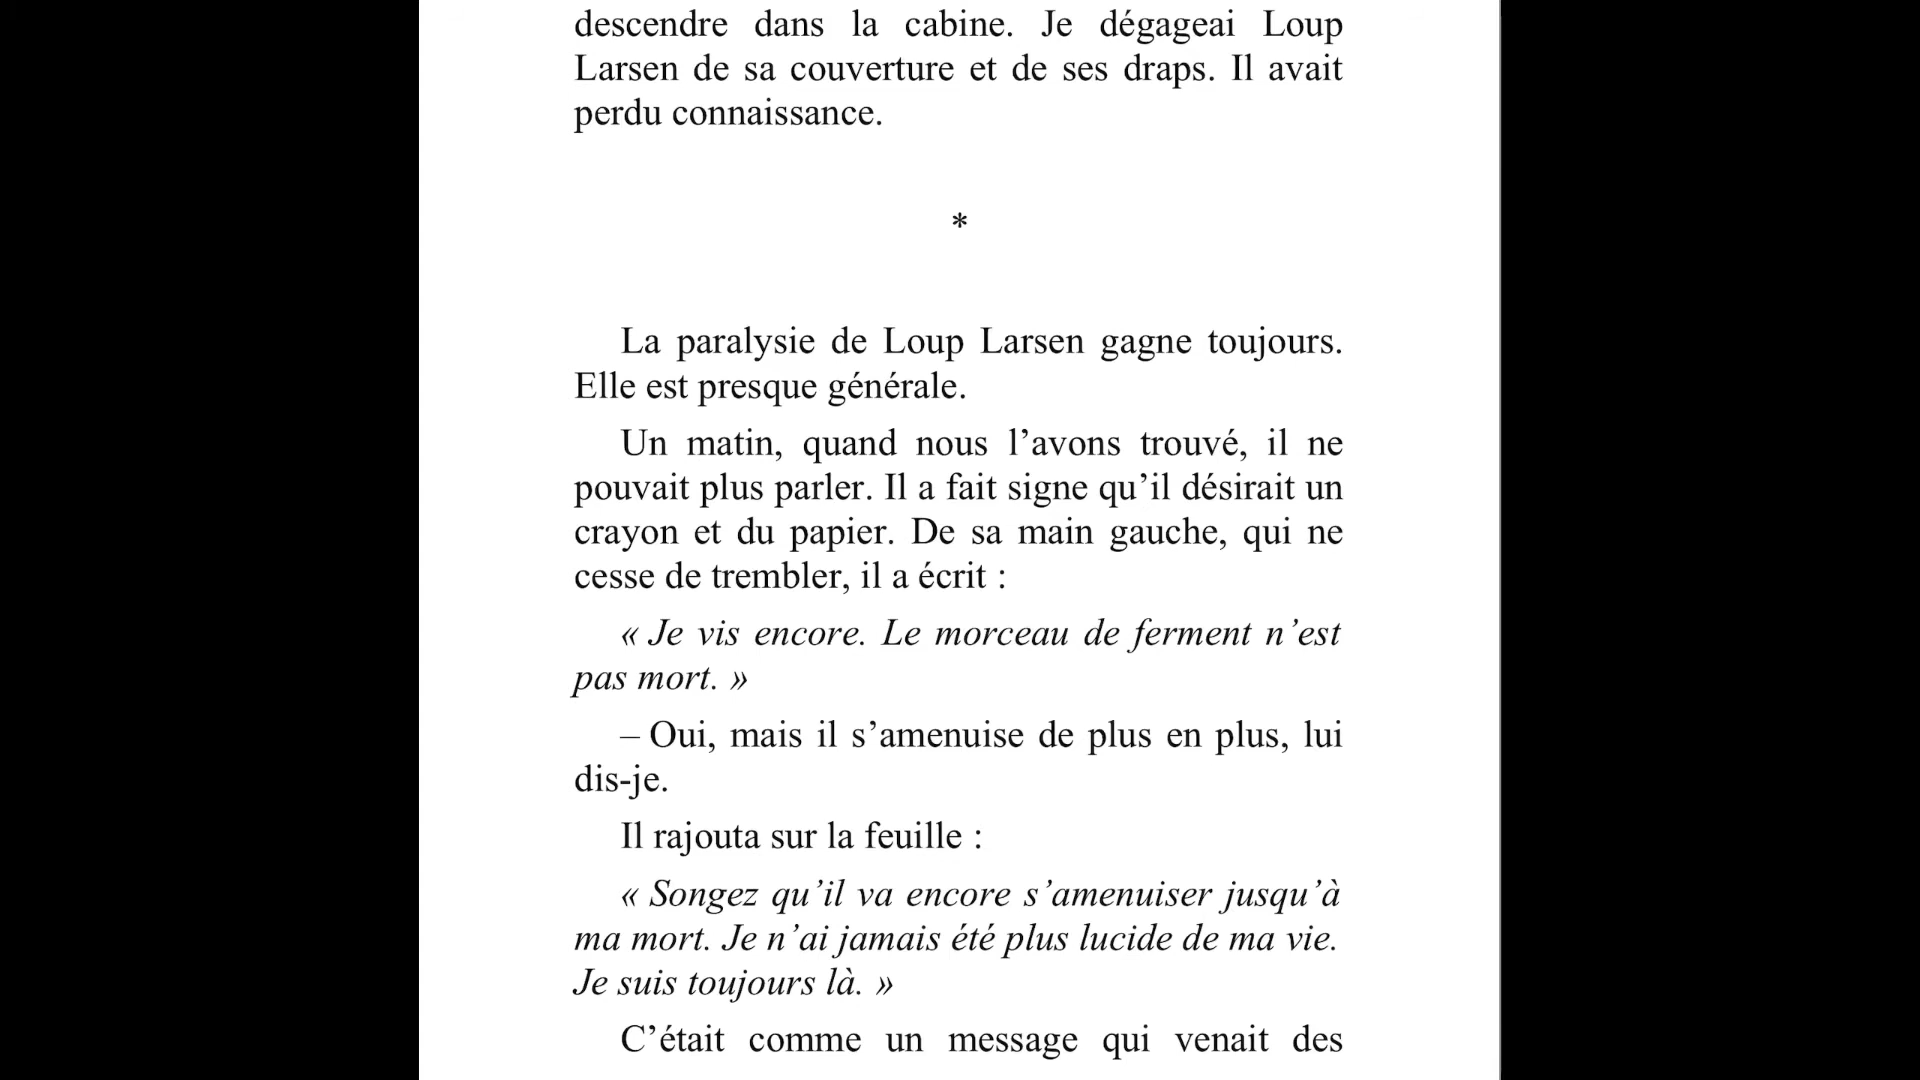 descendre dans la cabine. Je dégageai Loup
Larsen de sa couverture et de ses draps. Il avait
perdu connaissance.
*
La paralysie de Loup Larsen gagne toujours.
Elle est presque générale.
Un matin, quand nous l’avons trouvé, il ne
pouvait plus parler. Il a fait signe qu’il désirait un
crayon et du papier. De sa main gauche, qui ne
cesse de trembler, il a écrit :
« Je vis encore. Le morceau de ferment n’est
pas mort. »
– Oui, mais il s’amenuise de plus en plus, lui
dis-je.
Il rajouta sur la feuille :
« Songez qu’il va encore s’amenuiser jusqu’à
ma mort. Je n’ai jamais été plus lucide de ma vie.
Je suis toujours là. »
C’était comme un message qui venait des